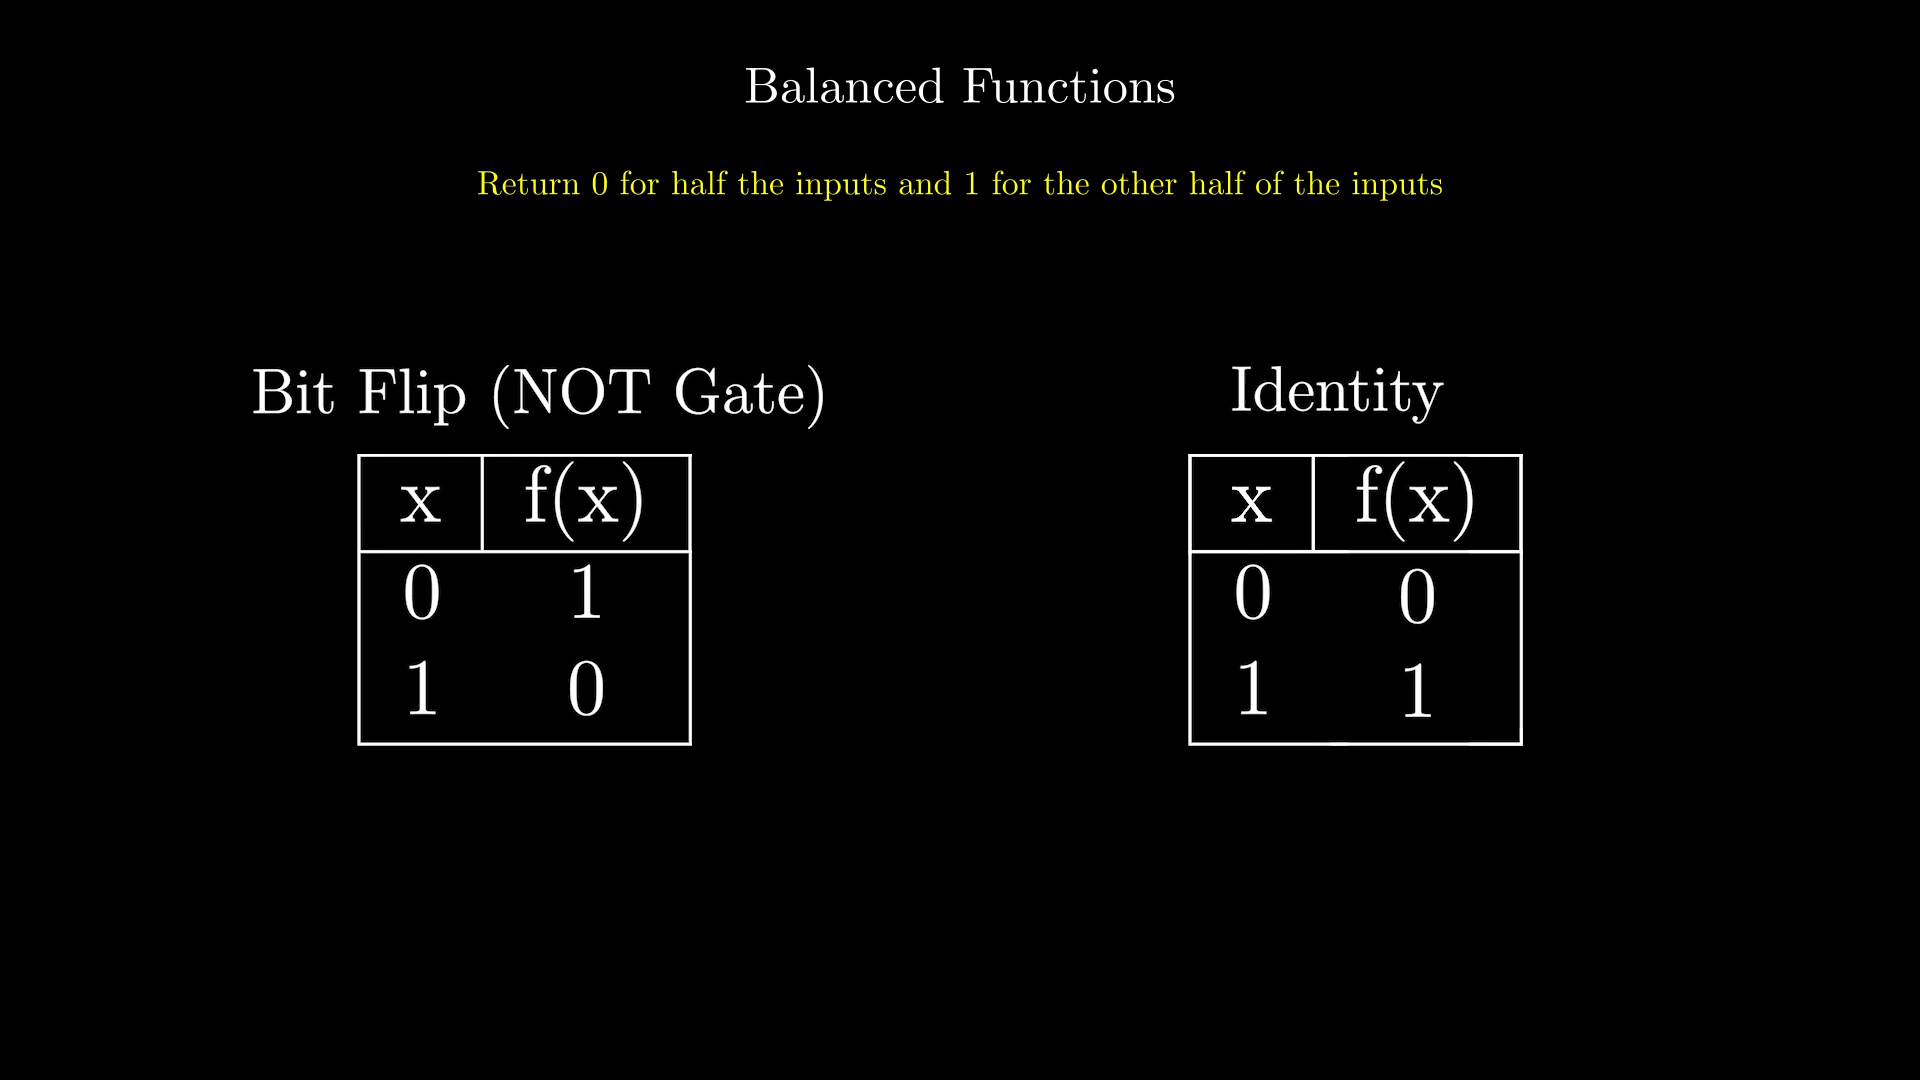 Balanced Functions
Return 0 for half the inputs and 1 for the other half of the inputs
Bit Flip (NOT Gate)
x f(x)
0 1
1 0
Identity
x f(x)
0 0
1 1